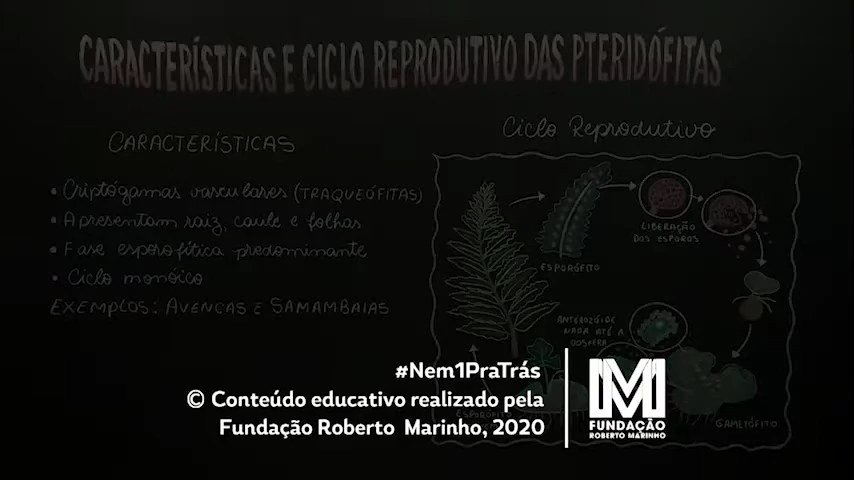 CARACTERÍSTICAS E CICLO REPRODUTIVO DAS PTERIDÓFITAS
CARACTERÍSTICAS
• Criptógamas vasculares (TRAQUEÓFITAS)
• Apresentam raiz, caule e folhas
• Fase esporofítica predominante
• Ciclo monóico
EXEMPLOS: AVENCAS E SAMAMBAIAS
Ciclo Reprodutivo
LIBERAÇÃO
DOS ESPOROS
ESPORÓFITO
ANTEROZÓIDE
NADA ATÉ A
OOSFERA
ESPORÓFITO
GAMETÓFITO
#Nem1PraTrás
© Conteúdo educativo realizado pela
Fundação Roberto Marinho, 2020
FUNDAÇÃO
ROBERTO MARINHO